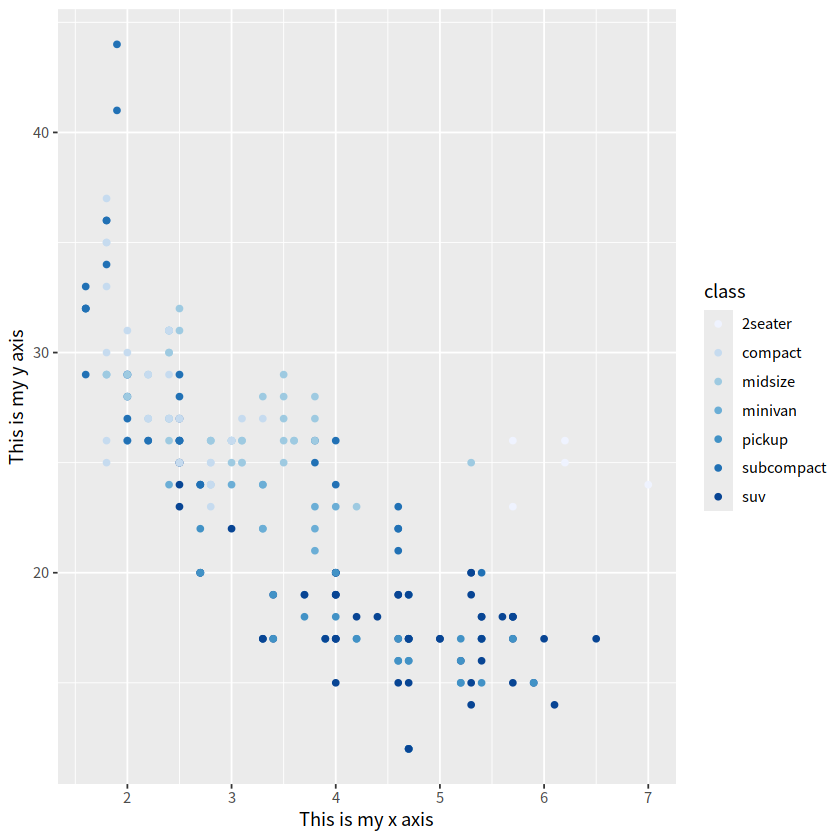 40
30
20
This is my y axis
2 3 4 5 6 7
This is my x axis
class
2seater
compact
midsize
minivan
pickup
subcompact
suv